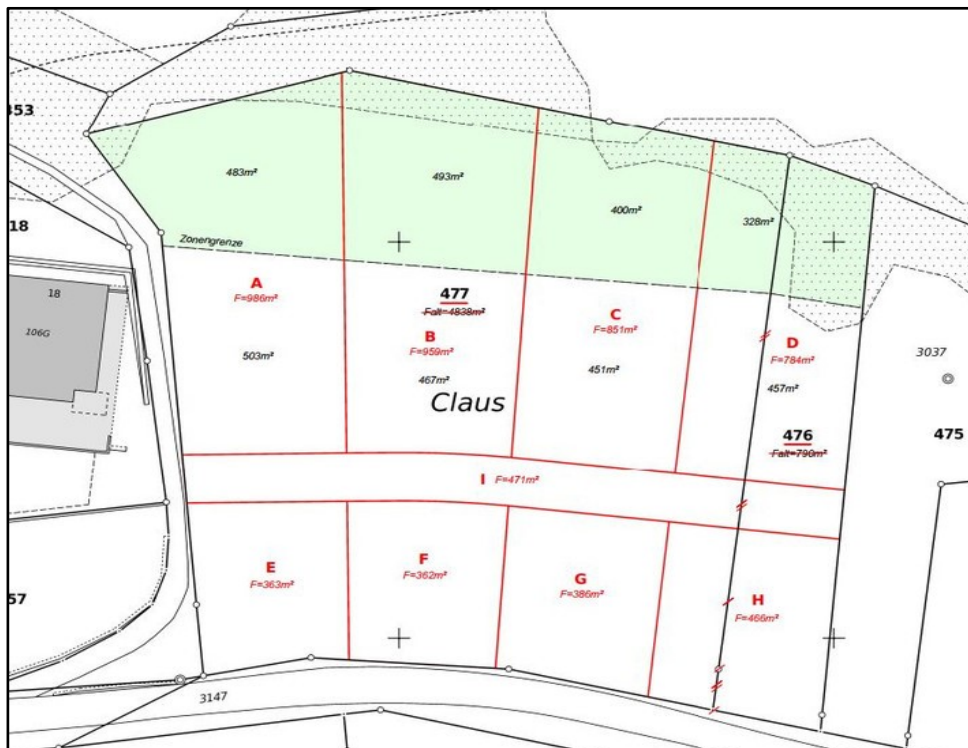 353
483m²
493m²
400m²
328m²
18
Zonengrenze
A
F=986m²
477
Falt=4838m²
C
F=851m²
18
106G
B
F=959m²
D
F=784m²
3037
503m²
467m²
451m²
457m²
Claus
476
Falt=790m²
475
I F=471m²
E
F=363m²
F
F=362m²
G
F=386m²
H
F=466m²
57
3147